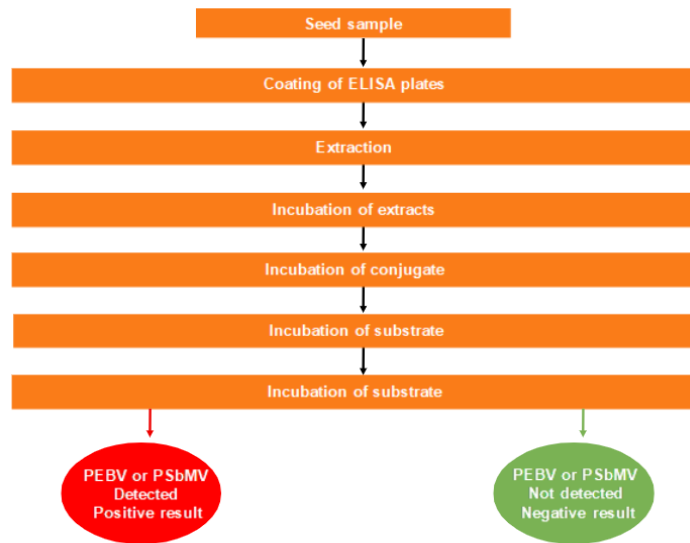 Seed sample
Coating of ELISA plates
Extraction
Incubation of extracts
Incubation of conjugate
Incubation of substrate
Incubation of substrate
PEBV or PSbMV
Detected
Positive result
PEBV or PSbMV
Not detected
Negative result